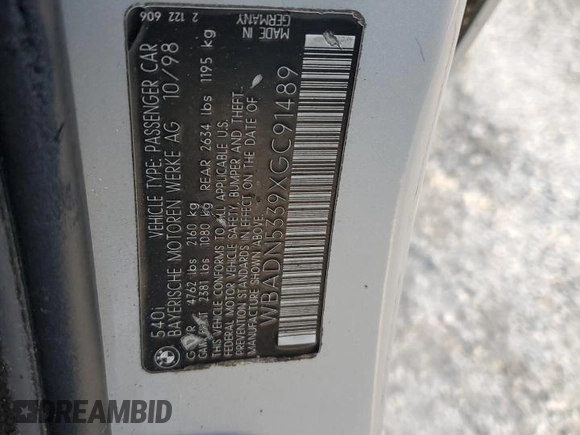 540i VEHICLE TYPE: PASSENGER CAR 2 122 606
BAYERISCHE MOTOREN WERKE AG 10/98 MADE IN GERMANY
4762 lbs 2160 kg
2381 lbs 1080 kg REAR 2634 lbs 1195 kg
THIS VEHICLE CONFORMS TO ALL APPLICABLE U.S.
FEDERAL MOTOR VEHICLE SAFETY, BUMPER AND THEFT
PREVENTION STANDARDS IN EFFECT ON THE DATE OF
MANUFACTURE SHOWN ABOVE.
WBADN5339XGC91489
BMW
DREAMBID